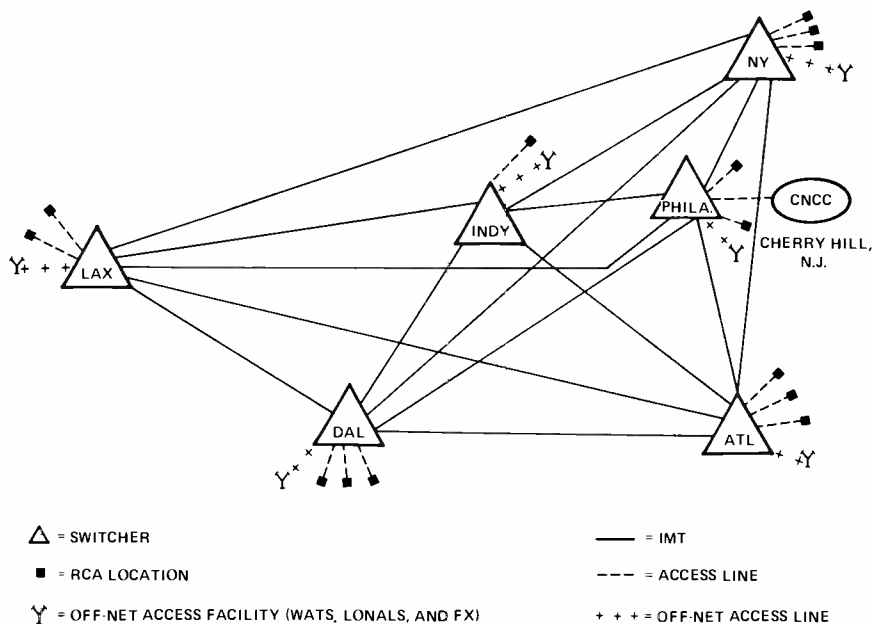 NY
PHILA.
CNCC
INDY
CHERRY HILL,
N.J.
LAX
DAL
ATL
= SWITCHER
= IMT
= RCA LOCATION
= ACCESS LINE
= OFF-NET ACCESS FACILITY (WATS, LONALS, AND FX)
+ + + = OFF-NET ACCESS LINE